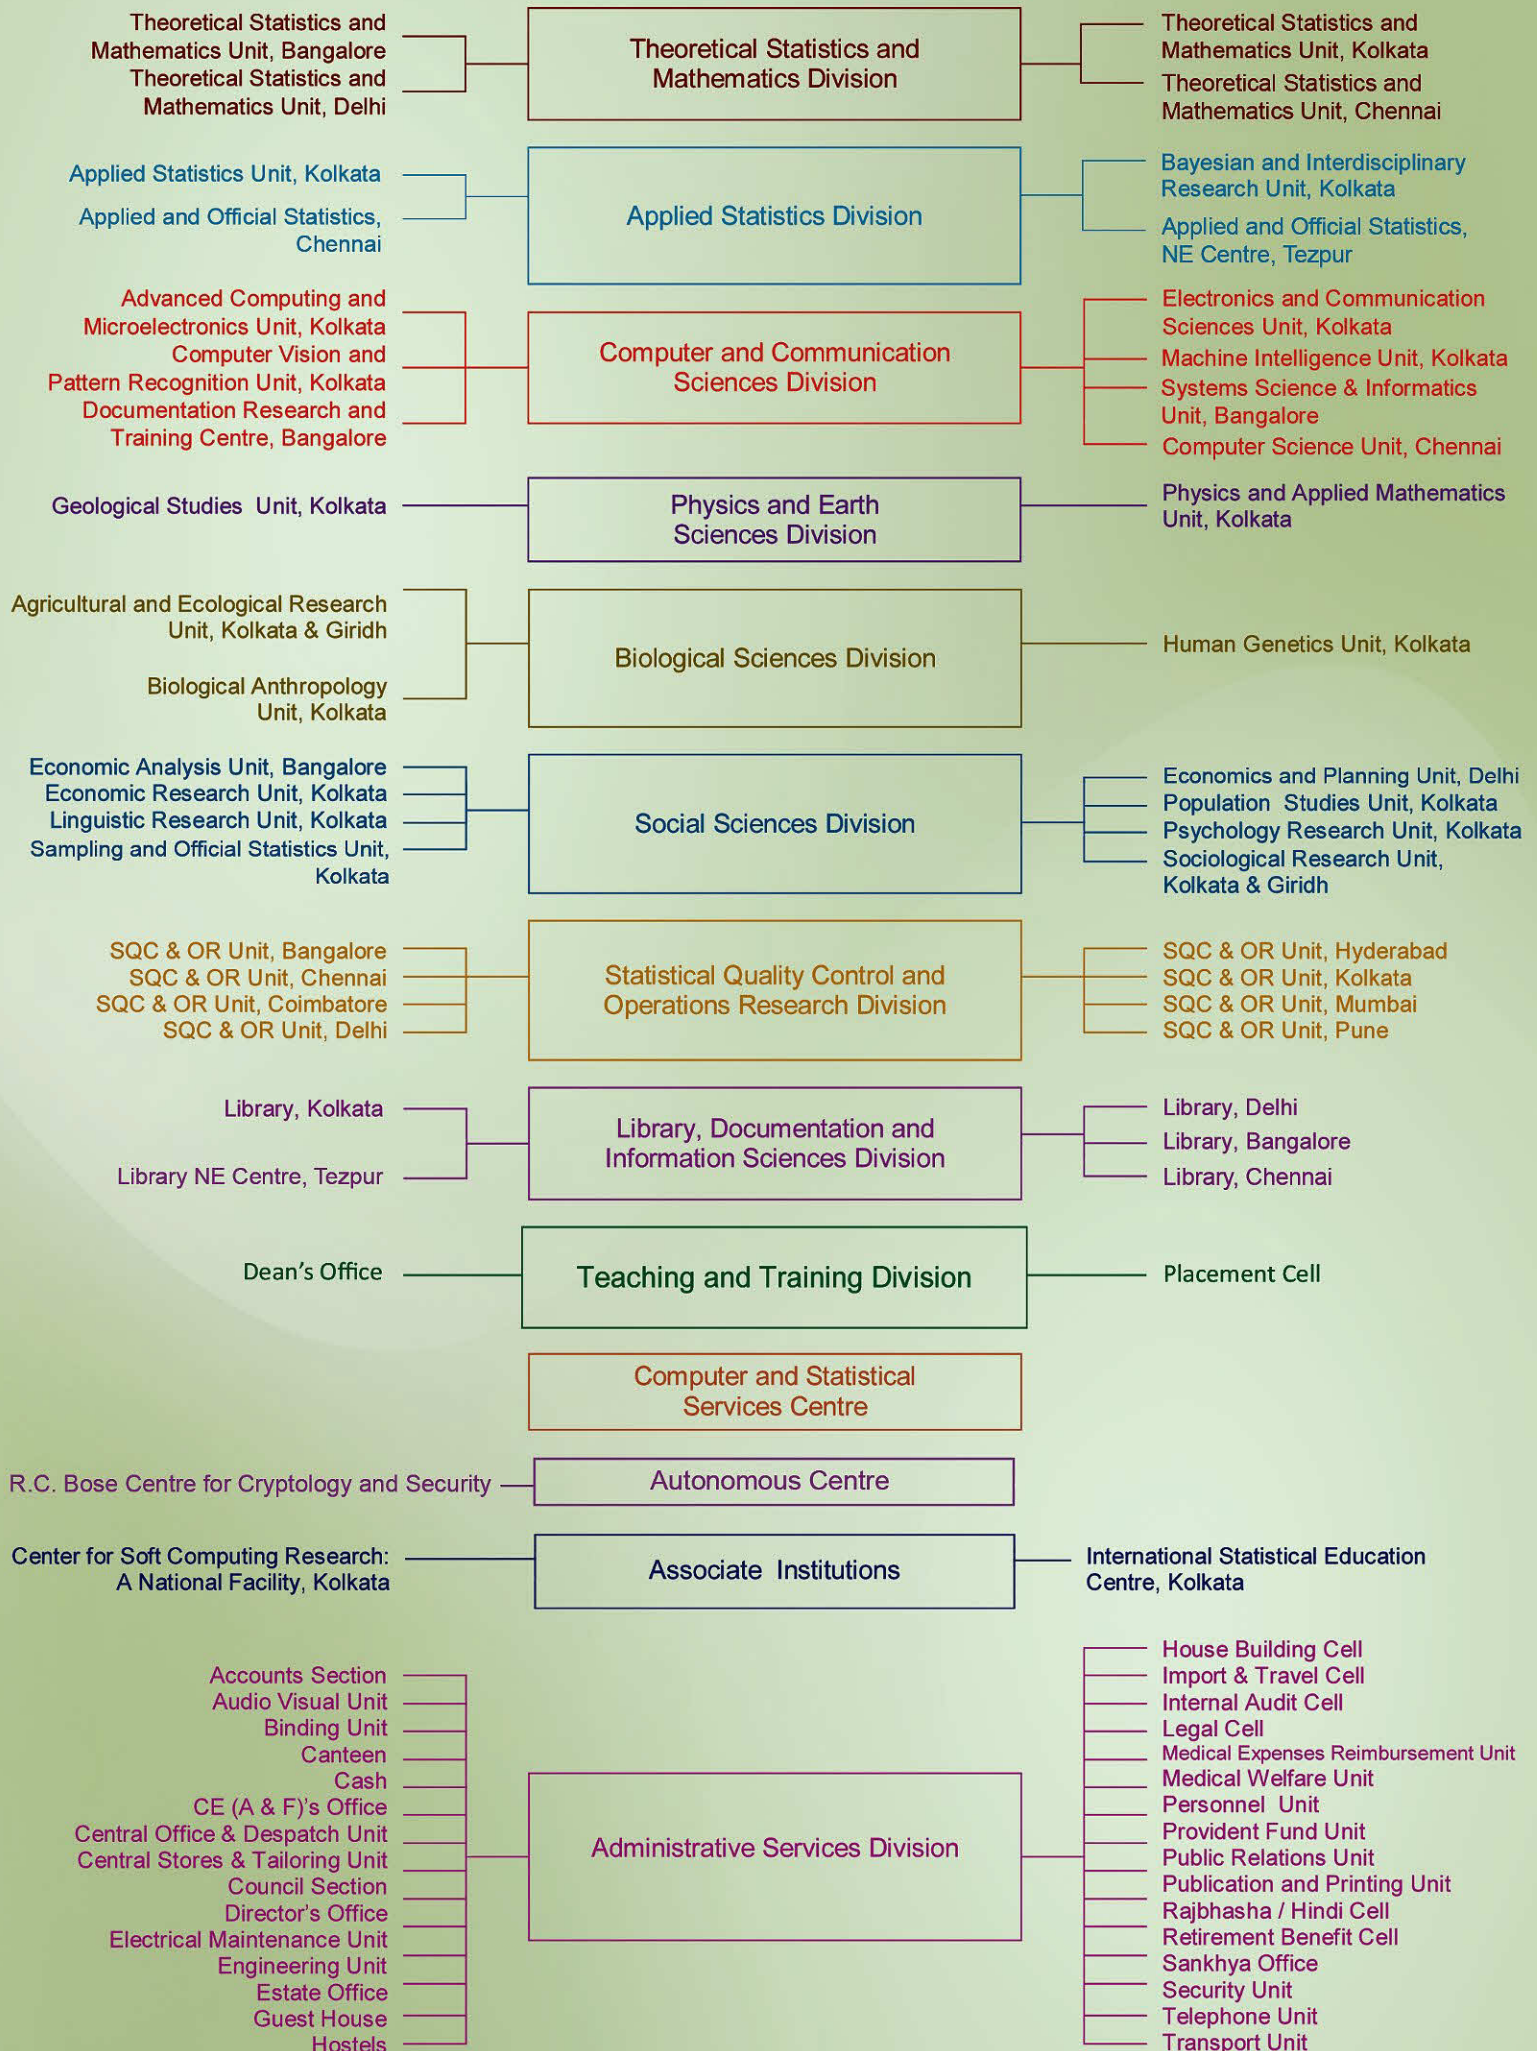 Theoretical Statistics and
Mathematics Unit, Bangalore
Theoretical Statistics and
Mathematics Unit, Delhi
Theoretical Statistics and
Mathematics Division
Theoretical Statistics and
Mathematics Unit, Kolkata
Theoretical Statistics and
Mathematics Unit, Chennai
Applied Statistics Unit, Kolkata
Applied and Official Statistics,
Chennai
Applied Statistics Division
Bayesian and Interdisciplinary
Research Unit, Kolkata
Applied and Official Statistics,
NE Centre, Tezpur
Advanced Computing and
Microelectronics Unit, Kolkata
Computer Vision and
Pattern Recognition Unit, Kolkata
Documentation Research and
Training Centre, Bangalore
Computer and Communication
Sciences Division
Electronics and Communication
Sciences Unit, Kolkata
Machine Intelligence Unit, Kolkata
Systems Science & Informatics
Unit, Bangalore
Computer Science Unit, Chennai
Geological Studies Unit, Kolkata
Physics and Earth
Sciences Division
Physics and Applied Mathematics
Unit, Kolkata
Agricultural and Ecological Research
Unit, Kolkata & Giridh
Biological Anthropology
Unit, Kolkata
Biological Sciences Division
Human Genetics Unit, Kolkata
Economic Analysis Unit, Bangalore
Economic Research Unit, Kolkata
Linguistic Research Unit, Kolkata
Sampling and Official Statistics Unit,
Kolkata
Social Sciences Division
Economics and Planning Unit, Delhi
Population Studies Unit, Kolkata
Psychology Research Unit, Kolkata
Sociological Research Unit,
Kolkata & Giridh
SQC & OR Unit, Bangalore
SQC & OR Unit, Chennai
SQC & OR Unit, Coimbatore
SQC & OR Unit, Delhi
Statistical Quality Control and
Operations Research Division
SQC & OR Unit, Hyderabad
SQC & OR Unit, Kolkata
SQC & OR Unit, Mumbai
SQC & OR Unit, Pune
Library, Kolkata
Library NE Centre, Tezpur
Library, Documentation and
Information Sciences Division
Library, Delhi
Library, Bangalore
Library, Chennai
Dean's Office
Teaching and Training Division
Placement Cell
Computer and Statistical
Services Centre
R.C. Bose Centre for Cryptology and Security
Autonomous Centre
Center for Soft Computing Research:
A National Facility, Kolkata
Associate Institutions
International Statistical Education
Centre, Kolkata
Accounts Section
Audio Visual Unit
Binding Unit
Canteen
Cash
CE (A & F)'s Office
Central Office & Despatch Unit
Central Stores & Tailoring Unit
Council Section
Director's Office
Electrical Maintenance Unit
Engineering Unit
Estate Office
Guest House
Hostels
Administrative Services Division
House Building Cell
Import & Travel Cell
Internal Audit Cell
Legal Cell
Medical Expenses Reimbursement Unit
Medical Welfare Unit
Personnel Unit
Provident Fund Unit
Public Relations Unit
Publication and Printing Unit
Rajbhasha / Hindi Cell
Retirement Benefit Cell
Sankhya Office
Security Unit
Telephone Unit
Transport Unit